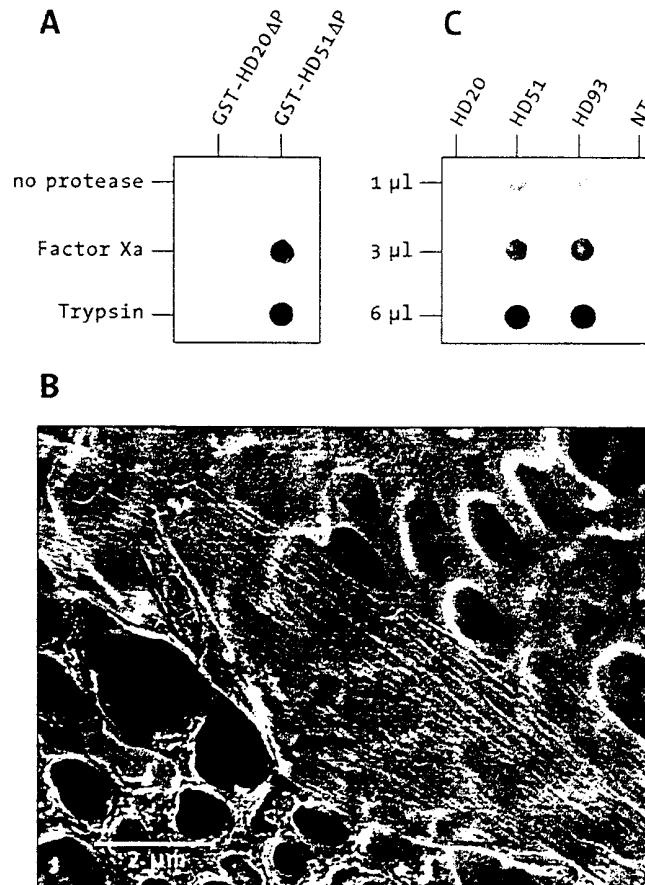 A
GST-HD20ΔP
GST-HD51ΔP
no protease
Factor Xa
Trypsin
C
HD20
HD51
HD93
NT
1 µl
3 µl
6 µl
B
2 µm